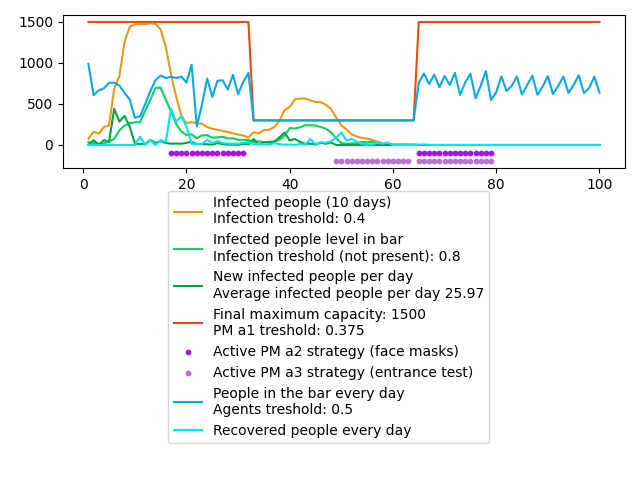 1500
1000
500
0
0 20 40 60 80 100
Infected people (10 days)
Infection treshold: 0.4
Infected people level in bar
Infection treshold (not present): 0.8
New infected people per day
Average infected people per day 25.97
Final maximum capacity: 1500
PM a1 treshold: 0.375
Active PM a2 strategy (face masks)
Active PM a3 strategy (entrance test)
People in the bar every day
Agents treshold: 0.5
Recovered people every day